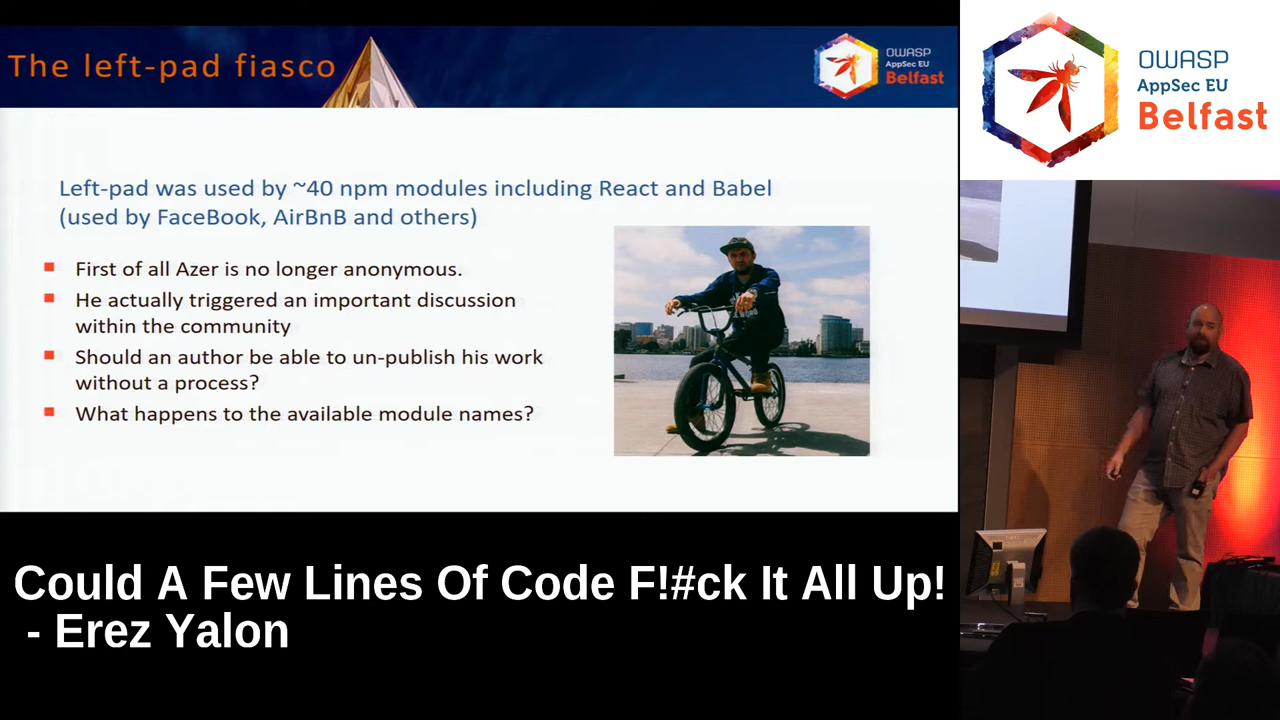 The left-pad fiasco
OWASP
AppSec EU
Belfast
Left-pad was used by ~40 npm modules including React and Babel
(used by FaceBook, AirBnB and others)
First of all Azer is no longer anonymous.
He actually triggered an important discussion
within the community
Should an author be able to un-publish his work
without a process?
What happens to the available module names?
OWASP
AppSec EU
Belfast
Could A Few Lines Of Code F!#ck It All Up!
- Erez Yalon